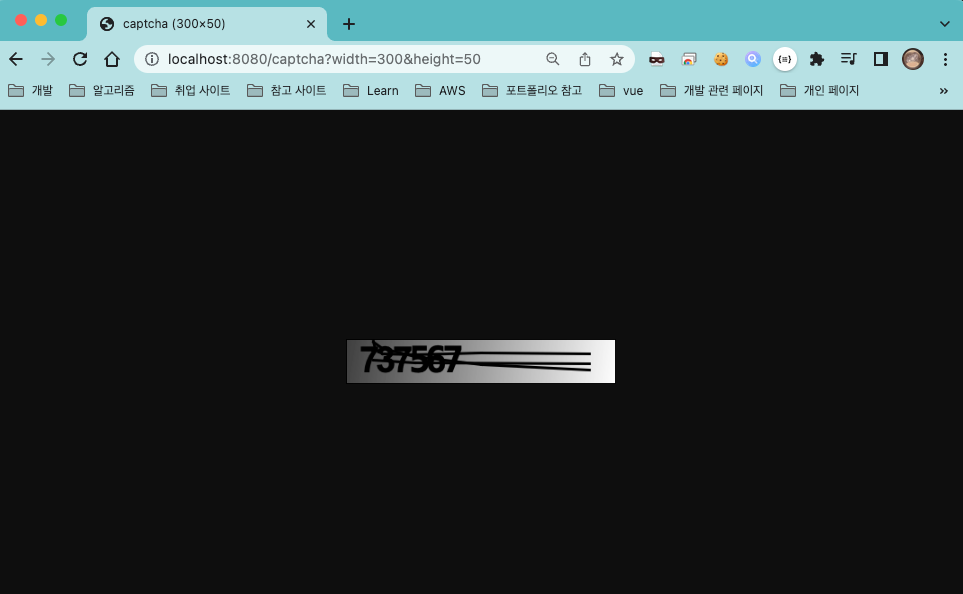 captcha (300×50)
localhost:8080/captcha?width=300&height=50
개발 알고리즘 취업 사이트 참고 사이트 Learn AWS 포트폴리오 참고 vue 개발 관련 페이지 개인 페이지 »
737567